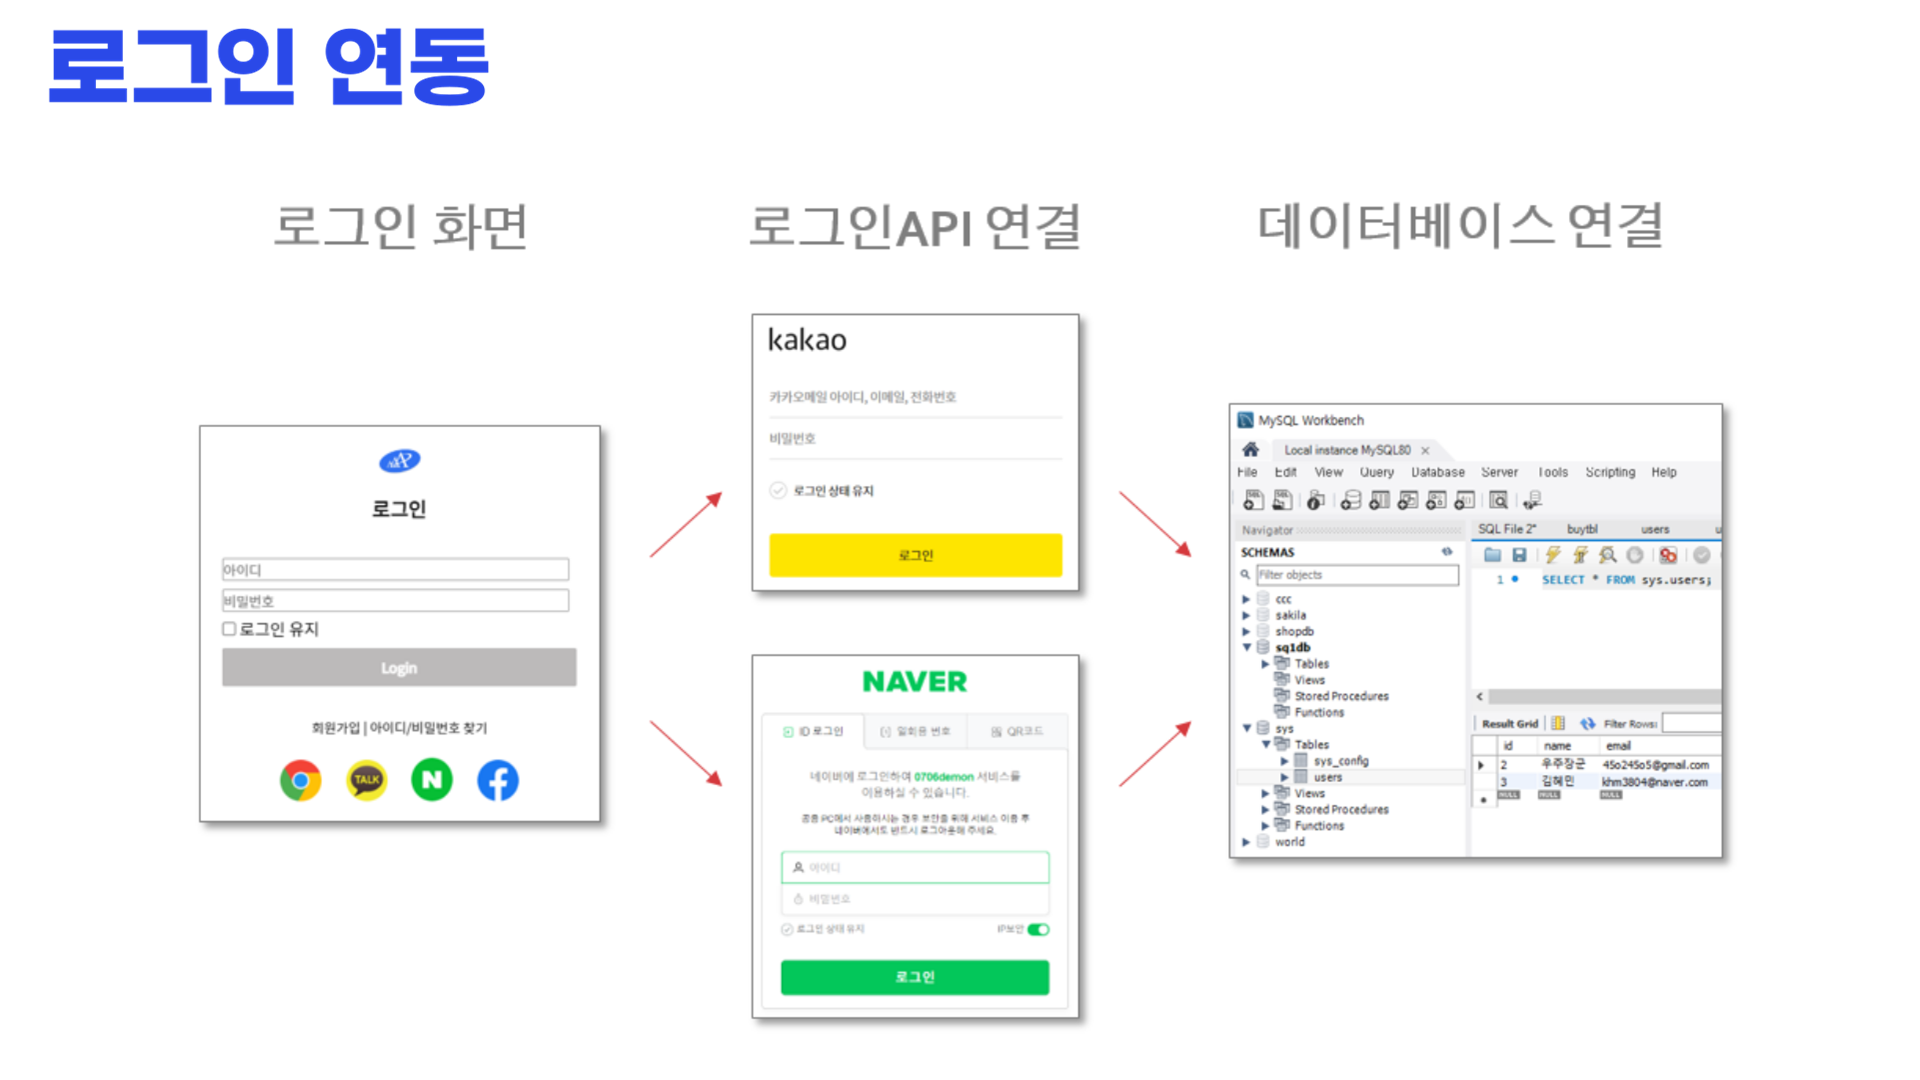 로그인 연동
로그인 화면
로그인
아이디
비밀번호
로그인 유지
Login
회원가입 | 아이디/비밀번호 찾기
TALK
N
로그인API 연결
kakao
카카오메일 아이디, 이메일, 전화번호
비밀번호
로그인 상태 유지
로그인
NAVER
ID 로그인 일회용 번호 QR코드
네이버에 로그인하여 0706demon 서비스를
이용하실 수 있습니다.
공용 PC에서 사용하시는 경우 보안을 위해 서비스 이용 후
네이버에서도 반드시 로그아웃해 주세요.
아이디
비밀번호
로그인 상태 유지 IP보안
로그인
데이터베이스 연결
MySQL Workbench
Local instance MySQL80
File Edit View Query Database Server Tools Scripting Help
Navigator
SCHEMAS
Filter objects
ccc
sakila
shopdb
sq1db
Tables
Views
Stored Procedures
Functions
sys
Tables
sys_config
users
Views
Stored Procedures
Functions
world
SQL File 2* buytbl users u
1 SELECT * FROM sys.users;
Result Grid Filter Rows:
id name email
2 우주장군 45o245o5@gmail.com
3 김혜민 khm3804@naver.com
NULL NULL NULL